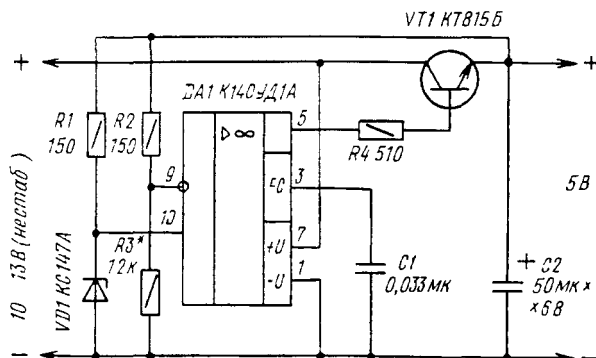 VT1 КТ815Б
+
+
DA1 К140УД1А
R1
150
R2
150
▷∞
5
R4 510
9
10
FC
3
+U
7
-U
1
R3*
12к
VD1 КС147А
10 13В (нестаб)
C1
0,033мк
5В
+
C2
50мк×
×6В
−
−